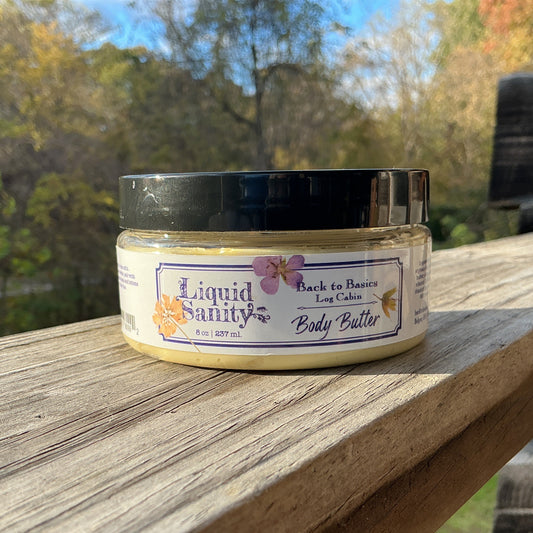 Liquid
Sanity
8 oz | 237 ml.
Back to Basics
Log Cabin
Body Butter